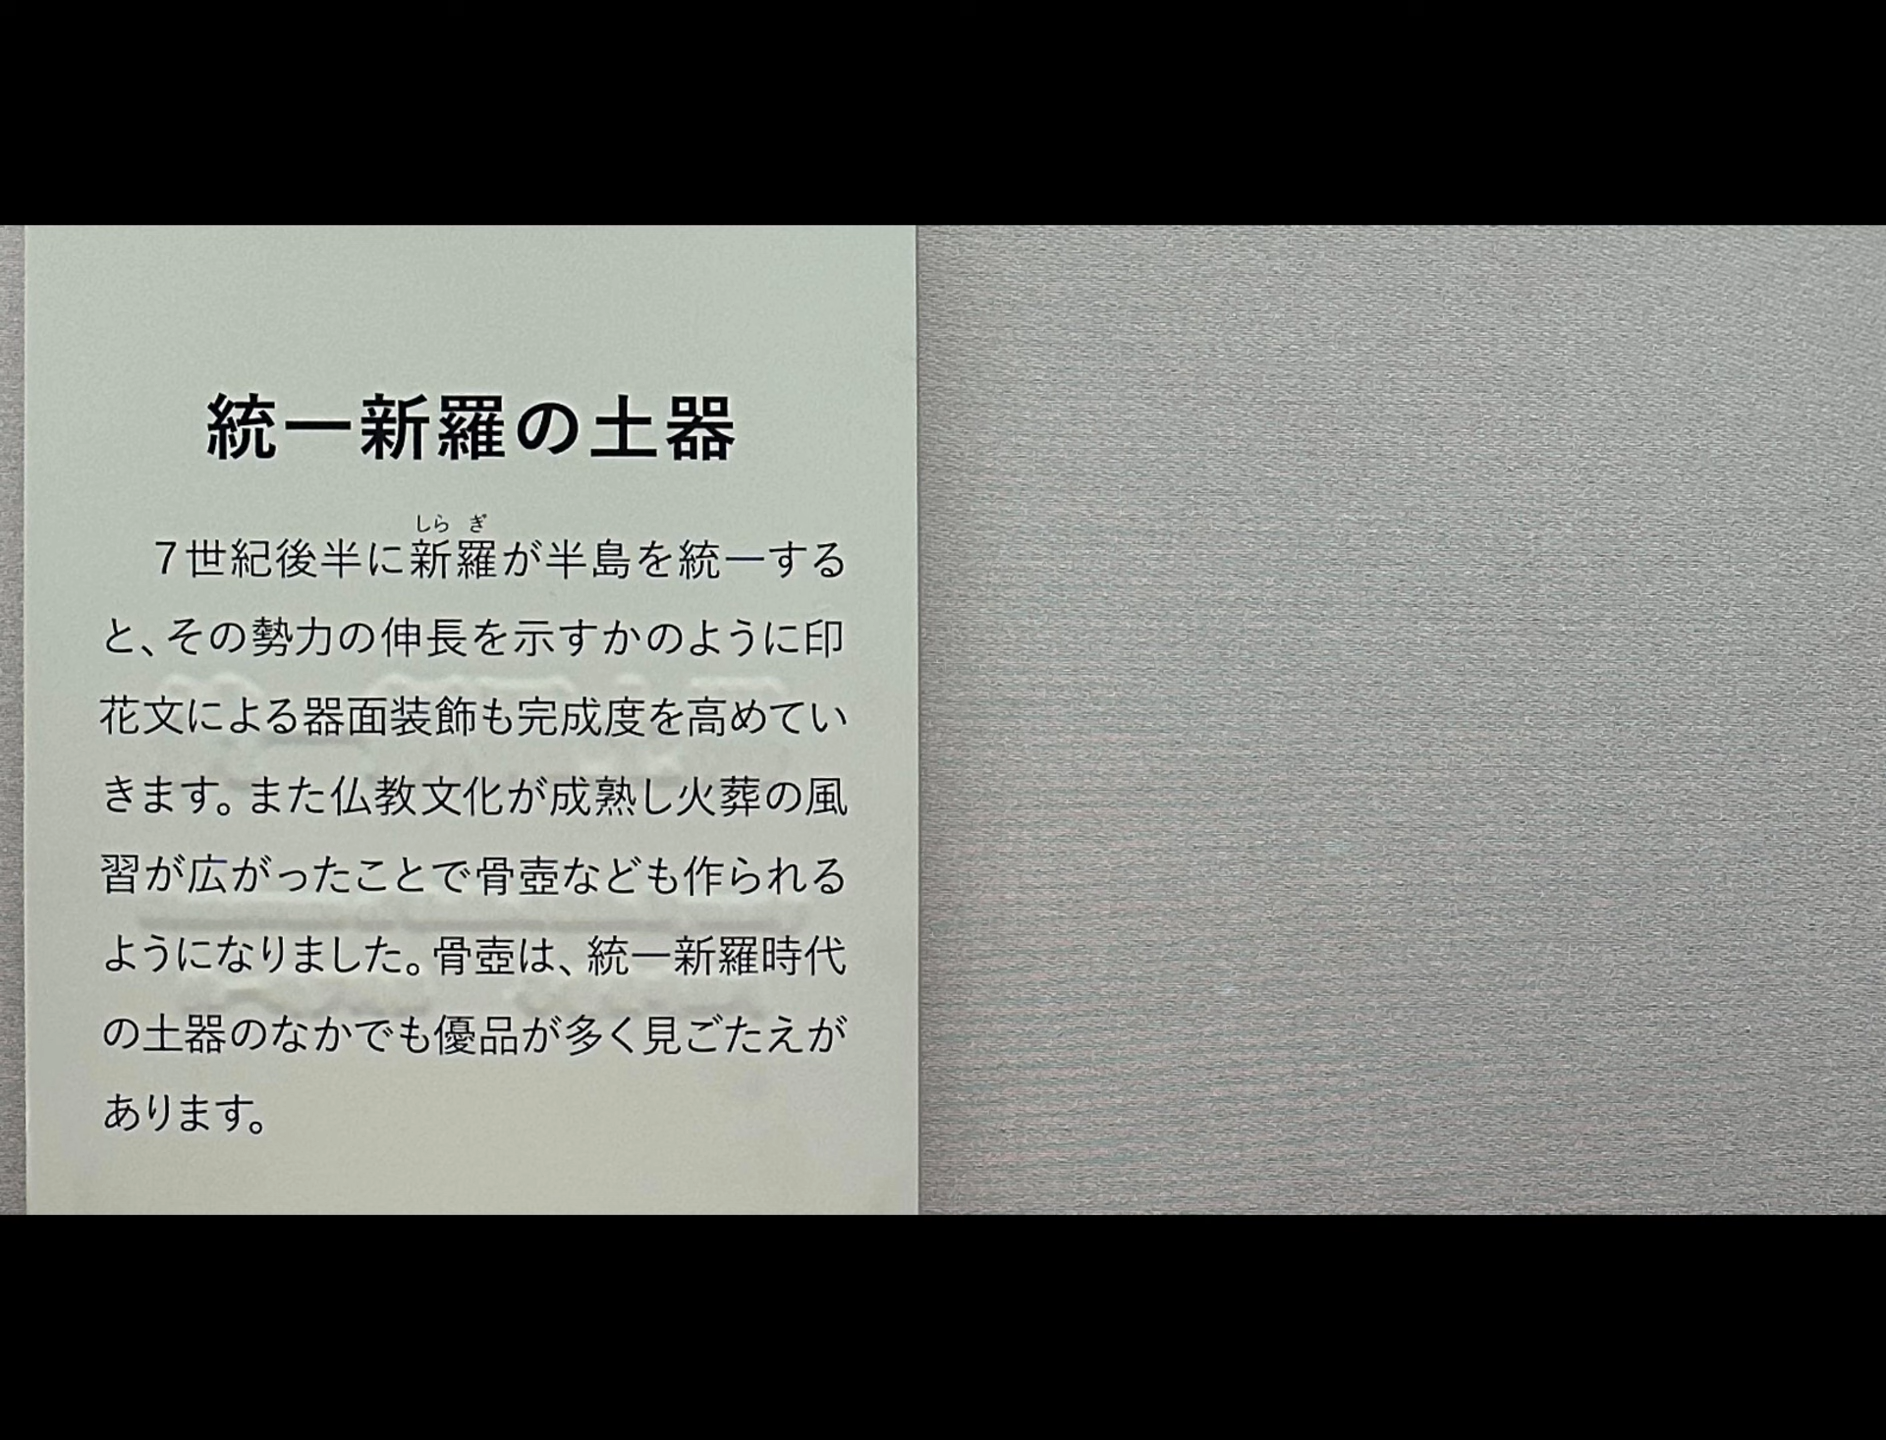 統一新羅の土器
しらぎ
7世紀後半に新羅が半島を統一する
と、その勢力の伸長を示すかのように印
花文による器面装飾も完成度を高めてい
きます。また仏教文化が成熟し火葬の風
習が広がったことで骨壺なども作られる
ようになりました。骨壺は、統一新羅時代
の土器のなかでも優品が多く見ごたえが
あります。